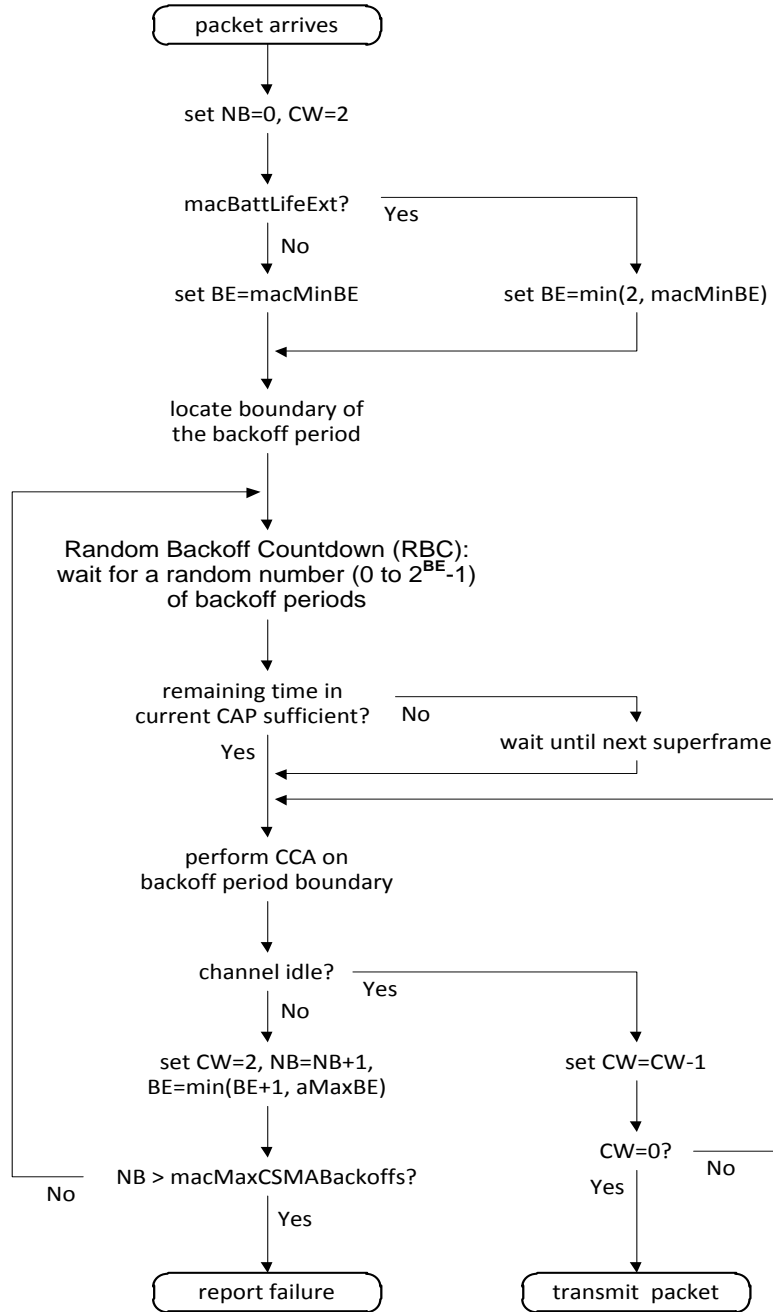 packet arrives
set NB=0, CW=2
macBattLifeExt?
Yes
No
set BE=macMinBE
set BE=min(2, macMinBE)
locate boundary of
the backoff period
Random Backoff Countdown (RBC):
wait for a random number (0 to 2^BE-1)
of backoff periods
remaining time in
current CAP sufficient?
No
Yes
wait until next superframe
perform CCA on
backoff period boundary
channel idle?
Yes
No
set CW=2, NB=NB+1,
BE=min(BE+1, aMaxBE)
set CW=CW-1
CW=0?
No
Yes
NB > macMaxCSMABackoffs?
No
Yes
report failure
transmit packet